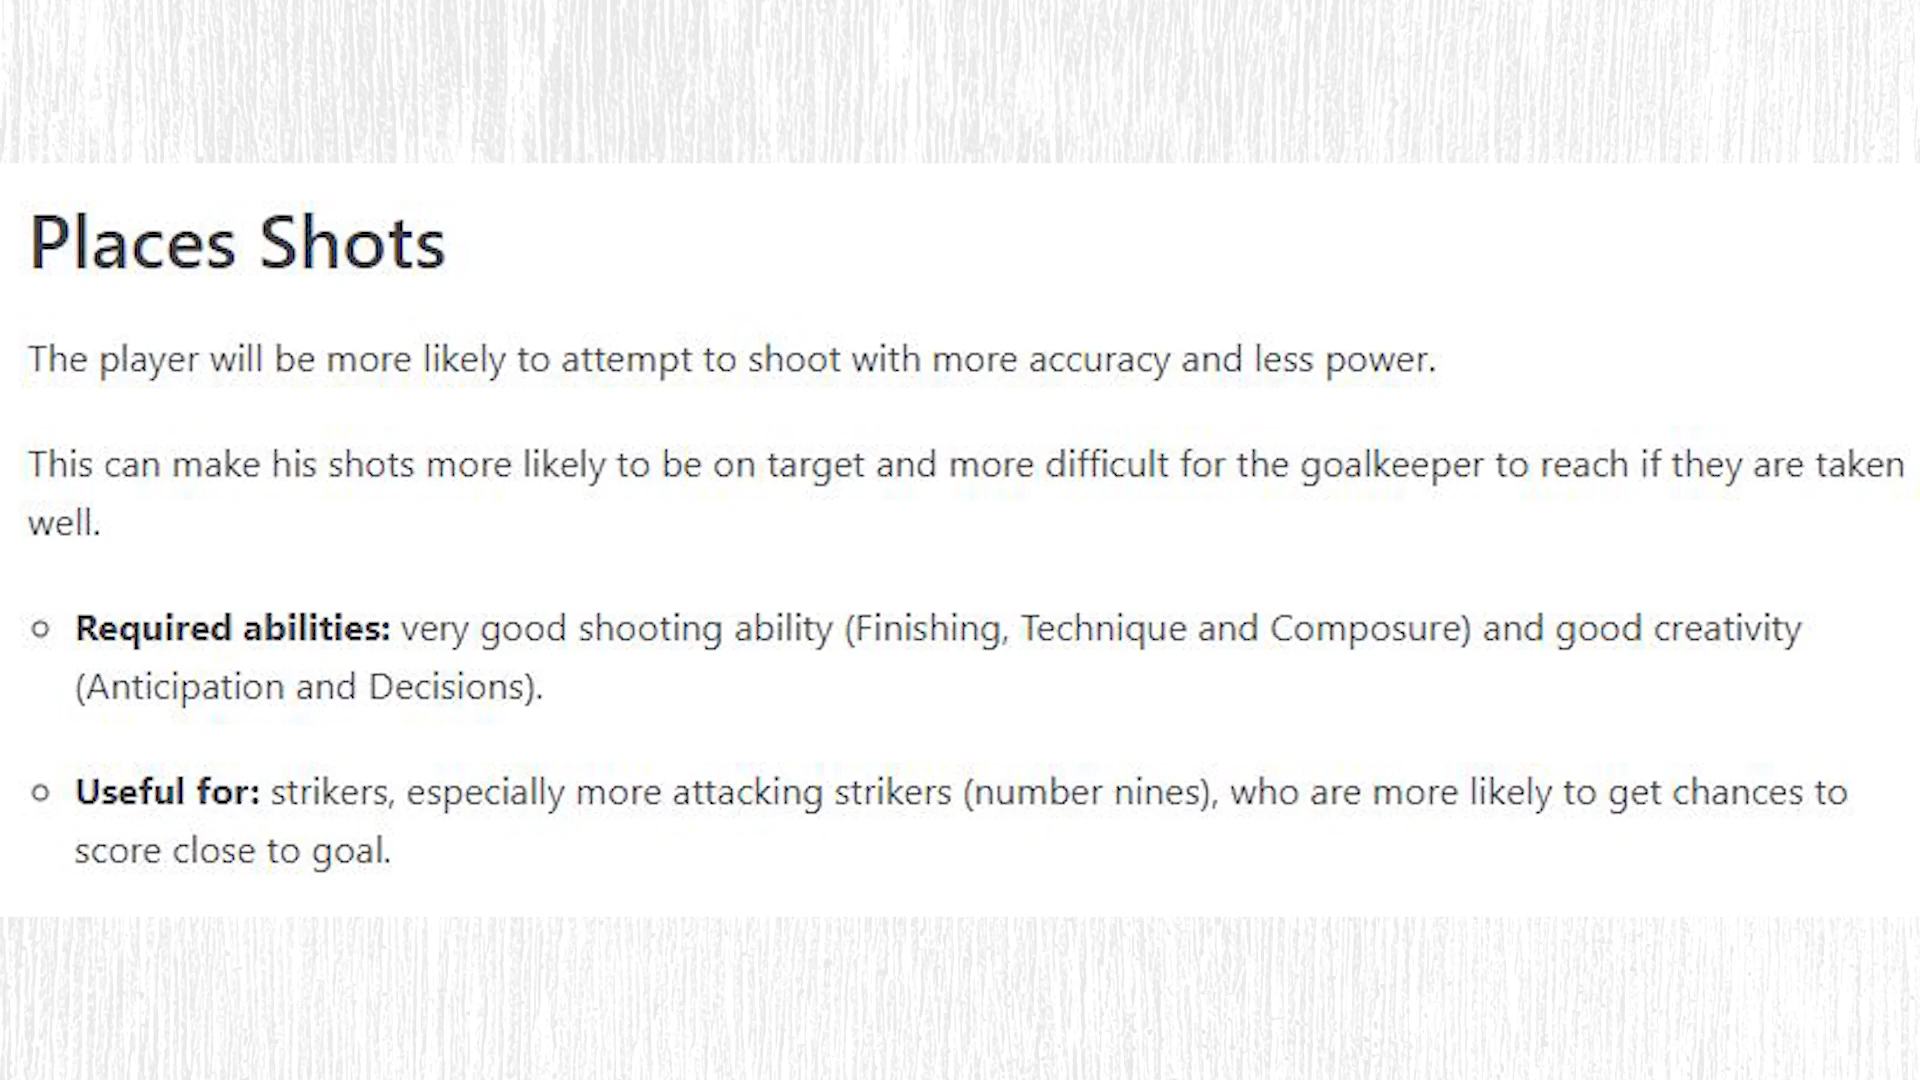 Places Shots
The player will be more likely to attempt to shoot with more accuracy and less power.
This can make his shots more likely to be on target and more difficult for the goalkeeper to reach if they are taken
well.
Required abilities: very good shooting ability (Finishing, Technique and Composure) and good creativity
(Anticipation and Decisions).
Useful for: strikers, especially more attacking strikers (number nines), who are more likely to get chances to
score close to goal.